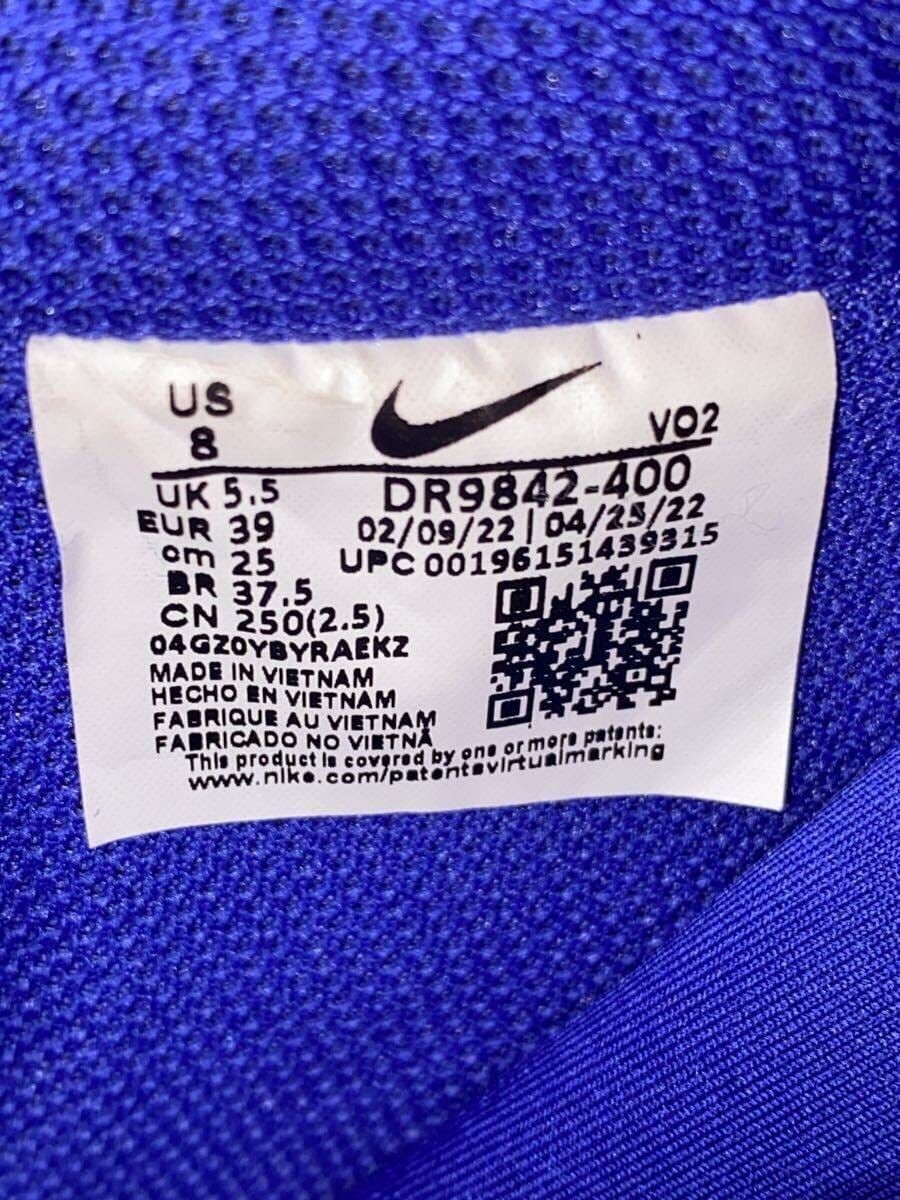 US
8
VO2
UK 5.5
DR9842-400
EUR 39
02/09/22 | 04/25/22
cm 25
UPC 00196151439315
BR 37.5
CN 250(2.5)
04GZ0YBYRAEKZ
MADE IN VIETNAM
HECHO EN VIETNAM
FABRIQUE AU VIETNAM
FABRICADO NO VIETNÃ
This product is covered by one or more patents:
www.nike.com/patentsvirtualmarking